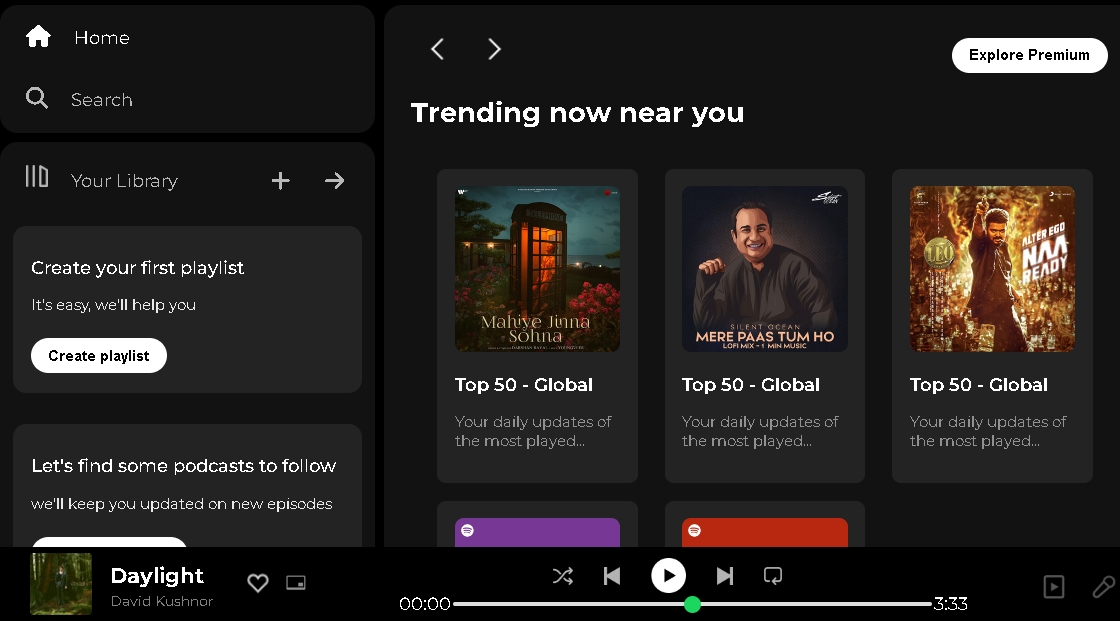 Home
Search
Your Library
Create your first playlist
It's easy, we'll help you
Create playlist
Let's find some podcasts to follow
we'll keep you updated on new episodes
Explore Premium
Trending now near you
Mahiye Jinna
Sohna
Top 50 - Global
Your daily updates of
the most played...
Silent
Ocean
SILENT OCEAN
MERE PAAS TUM HO
LOFI MIX - 1 MIN MUSIC
Top 50 - Global
Your daily updates of
the most played...
LEO
ALTER EGO
NAA
READY
Top 50 - Global
Your daily updates of
the most played...
Daylight
David Kushnor
00:00
3:33